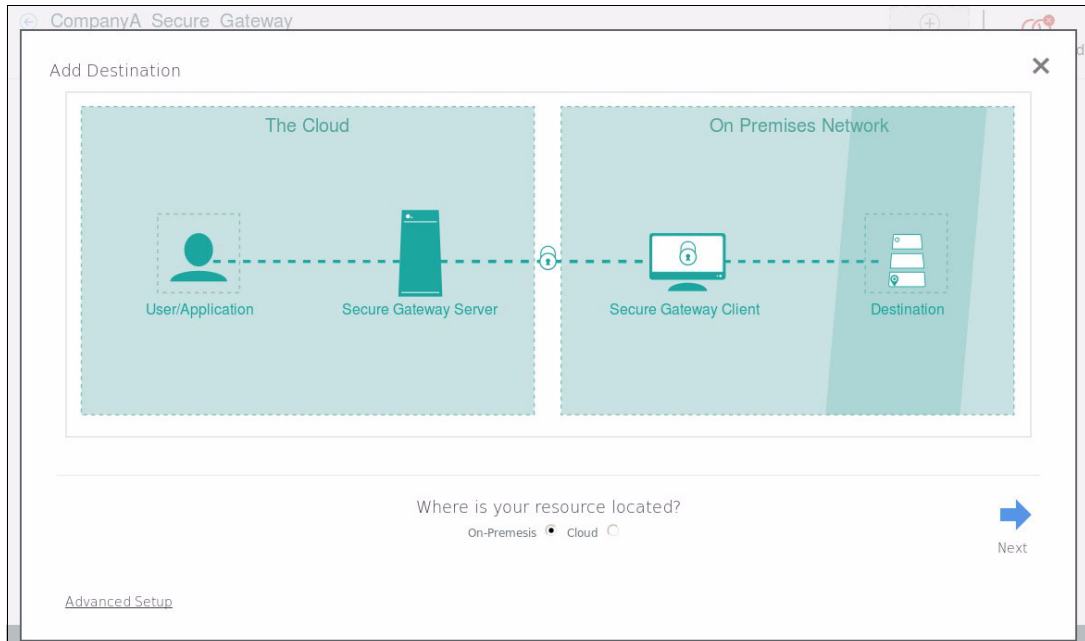 CompanyA Secure Gateway
Add Destination
The Cloud
On Premises Network
User/Application
Secure Gateway Server
Secure Gateway Client
Destination
Where is your resource located?
On-Premesis Cloud
Next
Advanced Setup